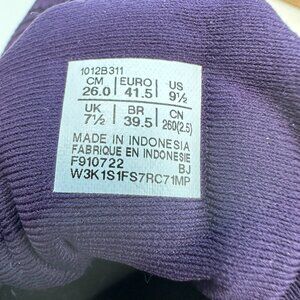 1012B311
CM EURO US
26.0 41.5 9½
UK BR CN
7½ 39.5 260(2.5)
MADE IN INDONESIA
FABRIQUE EN INDONESIE
F910722 BJ
W3K1S1FS7RC71MP